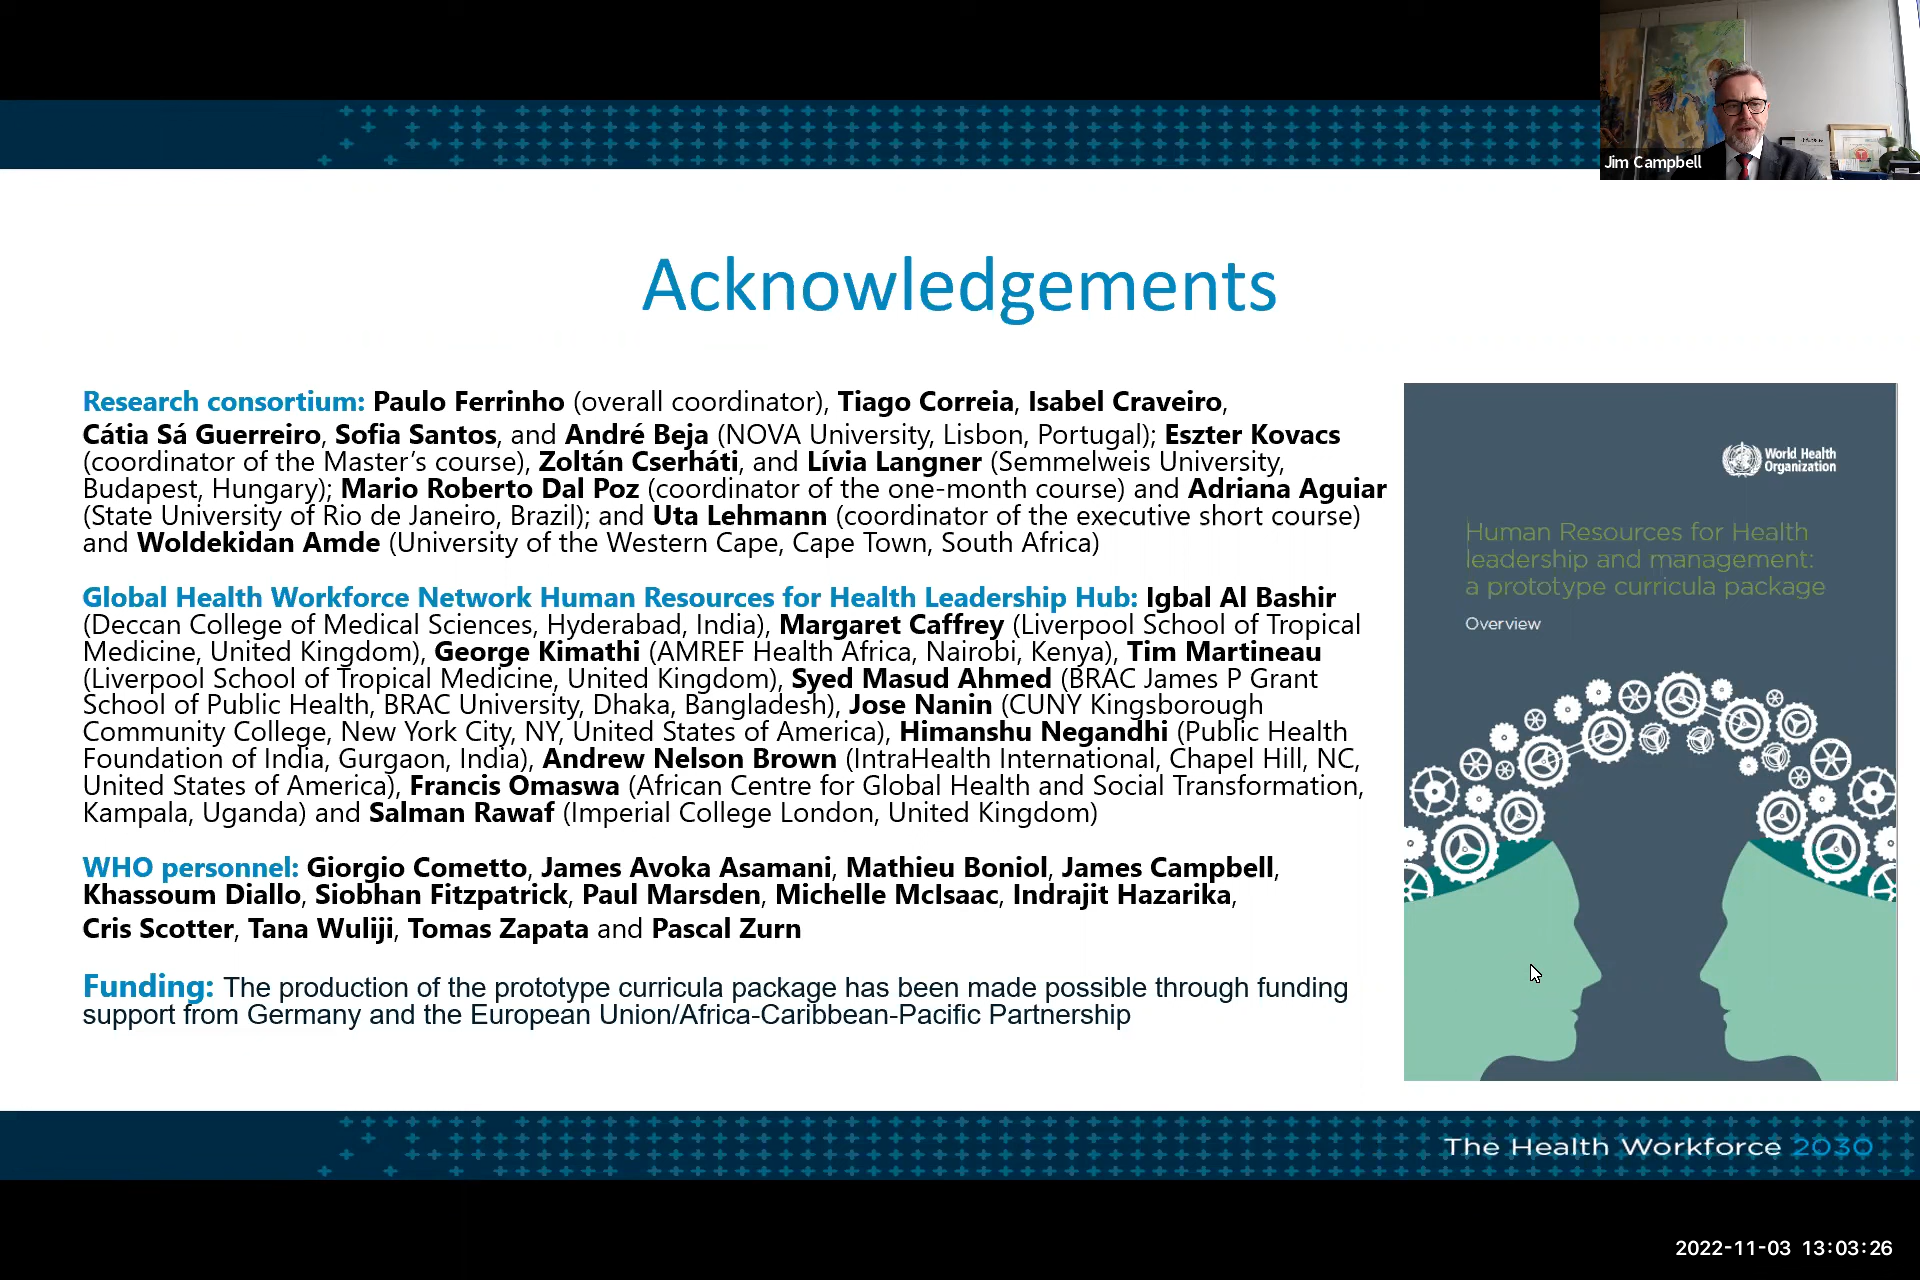 Jim Campbell
Acknowledgements
Research consortium: Paulo Ferrinho (overall coordinator), Tiago Correia, Isabel Craveiro,
Cátia Sá Guerreiro, Sofia Santos, and André Beja (NOVA University, Lisbon, Portugal); Eszter Kovacs
(coordinator of the Master’s course), Zoltán Cserháti, and Lívia Langner (Semmelweis University,
Budapest, Hungary); Mario Roberto Dal Poz (coordinator of the one-month course) and Adriana Aguiar
(State University of Rio de Janeiro, Brazil); and Uta Lehmann (coordinator of the executive short course)
and Woldekidan Amde (University of the Western Cape, Cape Town, South Africa)
Global Health Workforce Network Human Resources for Health Leadership Hub: Igbal Al Bashir
(Deccan College of Medical Sciences, Hyderabad, India), Margaret Caffrey (Liverpool School of Tropical
Medicine, United Kingdom), George Kimathi (AMREF Health Africa, Nairobi, Kenya), Tim Martineau
(Liverpool School of Tropical Medicine, United Kingdom), Syed Masud Ahmed (BRAC James P Grant
School of Public Health, BRAC University, Dhaka, Bangladesh), Jose Nanin (CUNY Kingsborough
Community College, New York City, NY, United States of America), Himanshu Negandhi (Public Health
Foundation of India, Gurgaon, India), Andrew Nelson Brown (IntraHealth International, Chapel Hill, NC,
United States of America), Francis Omaswa (African Centre for Global Health and Social Transformation,
Kampala, Uganda) and Salman Rawaf (Imperial College London, United Kingdom)
WHO personnel: Giorgio Cometto, James Avoka Asamani, Mathieu Boniol, James Campbell,
Khassoum Diallo, Siobhan Fitzpatrick, Paul Marsden, Michelle McIsaac, Indrajit Hazarika,
Cris Scotter, Tana Wuliji, Tomas Zapata and Pascal Zurn
Funding: The production of the prototype curricula package has been made possible through funding
support from Germany and the European Union/Africa-Caribbean-Pacific Partnership
World Health
Organization
Human Resources for Health
leadership and management:
a prototype curricula package
Overview
The Health Workforce 2030
2022-11-03 13:03:26